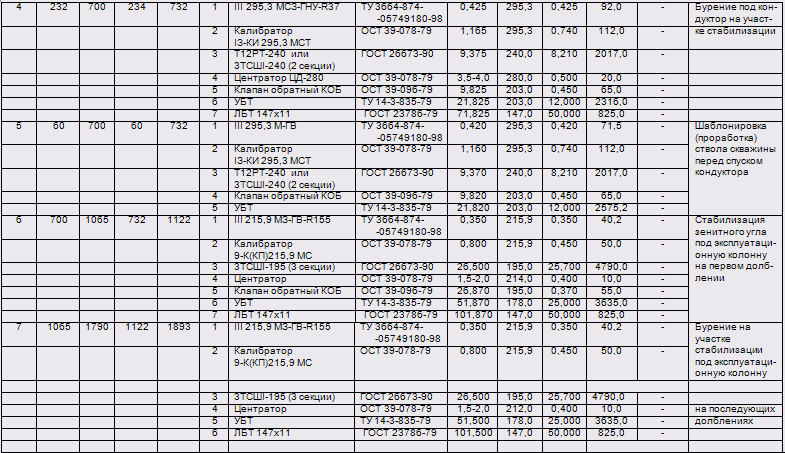 4 232 700 234 732 1 III 295,3 МСЗ-ГНУ-R37 ТУ 3664-874- 0,425 295,3 0,425 92,0 - Бурение под кон-
-05749180-98 дуктор на участ-
2 Калибратор ОСТ 39-078-79 1,165 295,3 0,740 112,0 - ке стабилизации
I3-КИ 295,3 МСТ
3 Т12РТ-240 или ГОСТ 26673-90 9,375 240,0 8,210 2017,0 -
3ТСШI-240 (2 секции)
4 Центратор ЦД-280 ОСТ 39-078-79 3,5-4,0 280,0 0,500 20,0 -
5 Клапан обратный КОБ ОСТ 39-096-79 9,825 203,0 0,450 65,0 -
6 УБТ ТУ 14-3-835-79 21,825 203,0 12,000 2316,0 -
7 ЛБТ 147х11 ГОСТ 23786-79 71,825 147,0 50,000 825,0 -
5 60 700 60 732 1 III 295,3 М-ГВ ТУ 3664-874- 0,420 295,3 0,420 71,5 - Шаблонировка
-05749180-98 (проработка)
2 Калибратор ОСТ 39-078-79 1,160 295,3 0,740 112,0 - ствола скважины
I3-КИ 295,3 МСТ перед спуском
3 Т12РТ-240 или ГОСТ 26673-90 9,370 240,0 8,210 2017,0 - кондуктора
3ТСШI-240 (2 секции)
4 Клапан обратный КОБ ОСТ 39-096-79 9,820 203,0 0,450 65,0 -
5 УБТ ТУ 14-3-835-79 21,820 203,0 12,000 2575,2 -
6 700 1065 732 1122 1 III 215,9 МЗ-ГВ-R155 ТУ 3664-874- 0,350 215,9 0,350 40,2 - Стабилизация
-05749180-98 зенитного угла
2 Калибратор ОСТ 39-078-79 0,800 215,9 0,450 50,0 - под эксплуатаци-
9-К(КП)215,9 МС онную колонну
3 3ТСШI-195 (3 секции) ГОСТ 26673-90 26,500 195,0 25,700 4790,0 - на первом долб-
4 Центратор ОСТ 39-078-79 1,5-2,0 214,0 0,400 10,0 - лении
5 Клапан обратный КОБ ОСТ 39-096-79 26,870 195,0 0,370 55,0 -
6 УБТ ТУ 14-3-835-79 51,870 178,0 25,000 3635,0 -
7 ЛБТ 147х11 ГОСТ 23786-79 101,870 147,0 50,000 825,0 -
7 1065 1790 1122 1893 1 III 215,9 МЗ-ГВ-R155 ТУ 3664-874- 0,350 215,9 0,350 40,2 - Бурение на
-05749180-98 участке
2 Калибратор ОСТ 39-078-79 0,800 215,9 0,450 50,0 - стабилизации
9-К(КП)215,9 МС под эксплуатаци-
онную колонну
3 3ТСШI-195 (3 секции) ГОСТ 26673-90 26,500 195,0 25,700 4790,0 -
4 Центратор ОСТ 39-078-79 1,5-2,0 212,0 0,400 10,0 - на последующих
5 УБТ ТУ 14-3-835-79 51,500 178,0 25,000 3635,0 - долблениях
6 ЛБТ 147х11 ГОСТ 23786-79 101,500 147,0 50,000 825,0 -